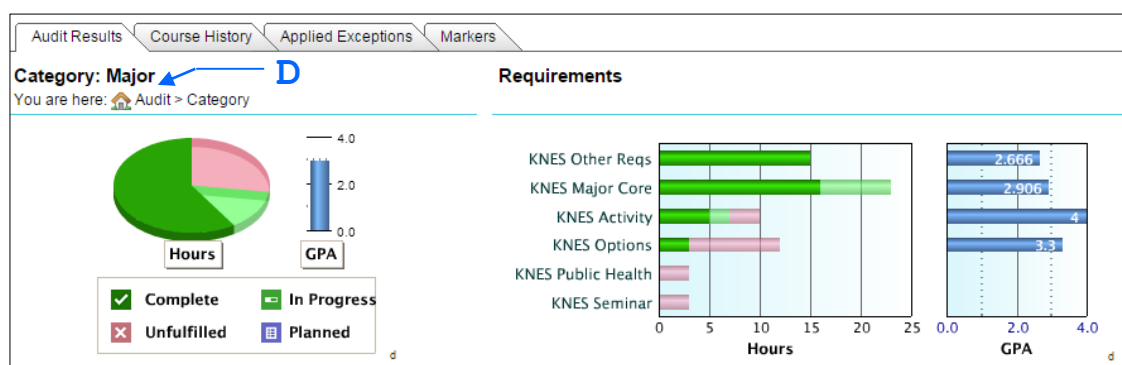 Audit Results Course History Applied Exceptions Markers
Category: Major
D
You are here: Audit > Category
4.0
2.0
0.0
Hours
GPA
Complete
In Progress
Unfulfilled
Planned
d
Requirements
KNES Other Reqs
KNES Major Core
KNES Activity
KNES Options
KNES Public Health
KNES Seminar
0 5 10 15 20 25
Hours
2.666
2.906
4
3.3
0.0 2.0 4.0
GPA
d